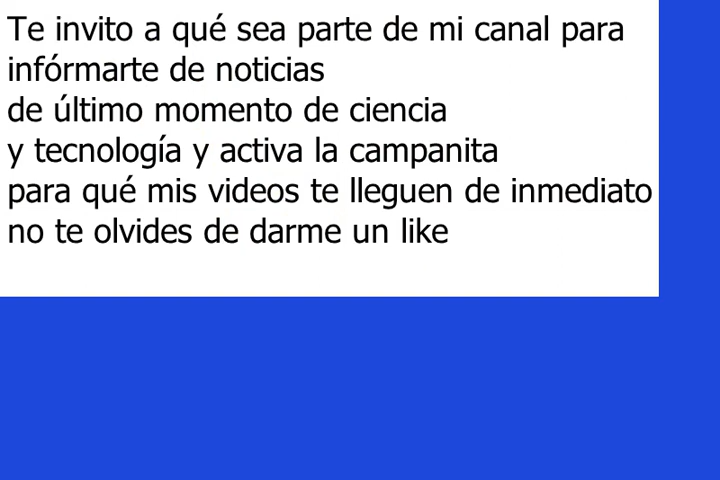 Te invito a qué sea parte de mi canal para
infórmarte de noticias
de último momento de ciencia
y tecnología y activa la campanita
para qué mis videos te lleguen de inmediato
no te olvides de darme un like